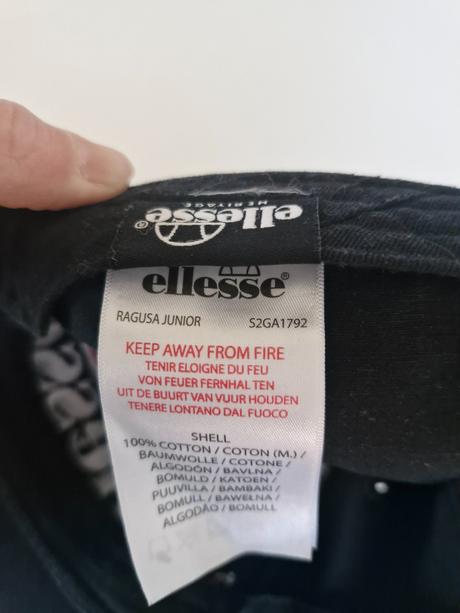 ellesse®
HERITAGE
ellesse®
RAGUSA JUNIOR S2GA1792
KEEP AWAY FROM FIRE
TENIR ELOIGNE DU FEU
VON FEUER FERNHAL TEN
UIT DE BUURT VAN VUUR HOUDEN
TENERE LONTANO DAL FUOCO
SHELL
100% COTTON / COTON (M.) /
BAUMWOLLE / COTONE /
ALGODÓN / BAVLNA /
BOMULD / KATOEN /
PUUVILLA / BAMBAKI /
BOMULL / BAWEŁNA /
ALGODÃO / BOMULL